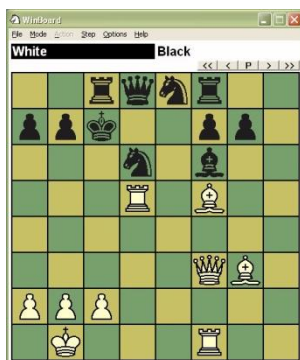 WinBoard
File Mode Action Step Options Help
White Black
<< < P > >>